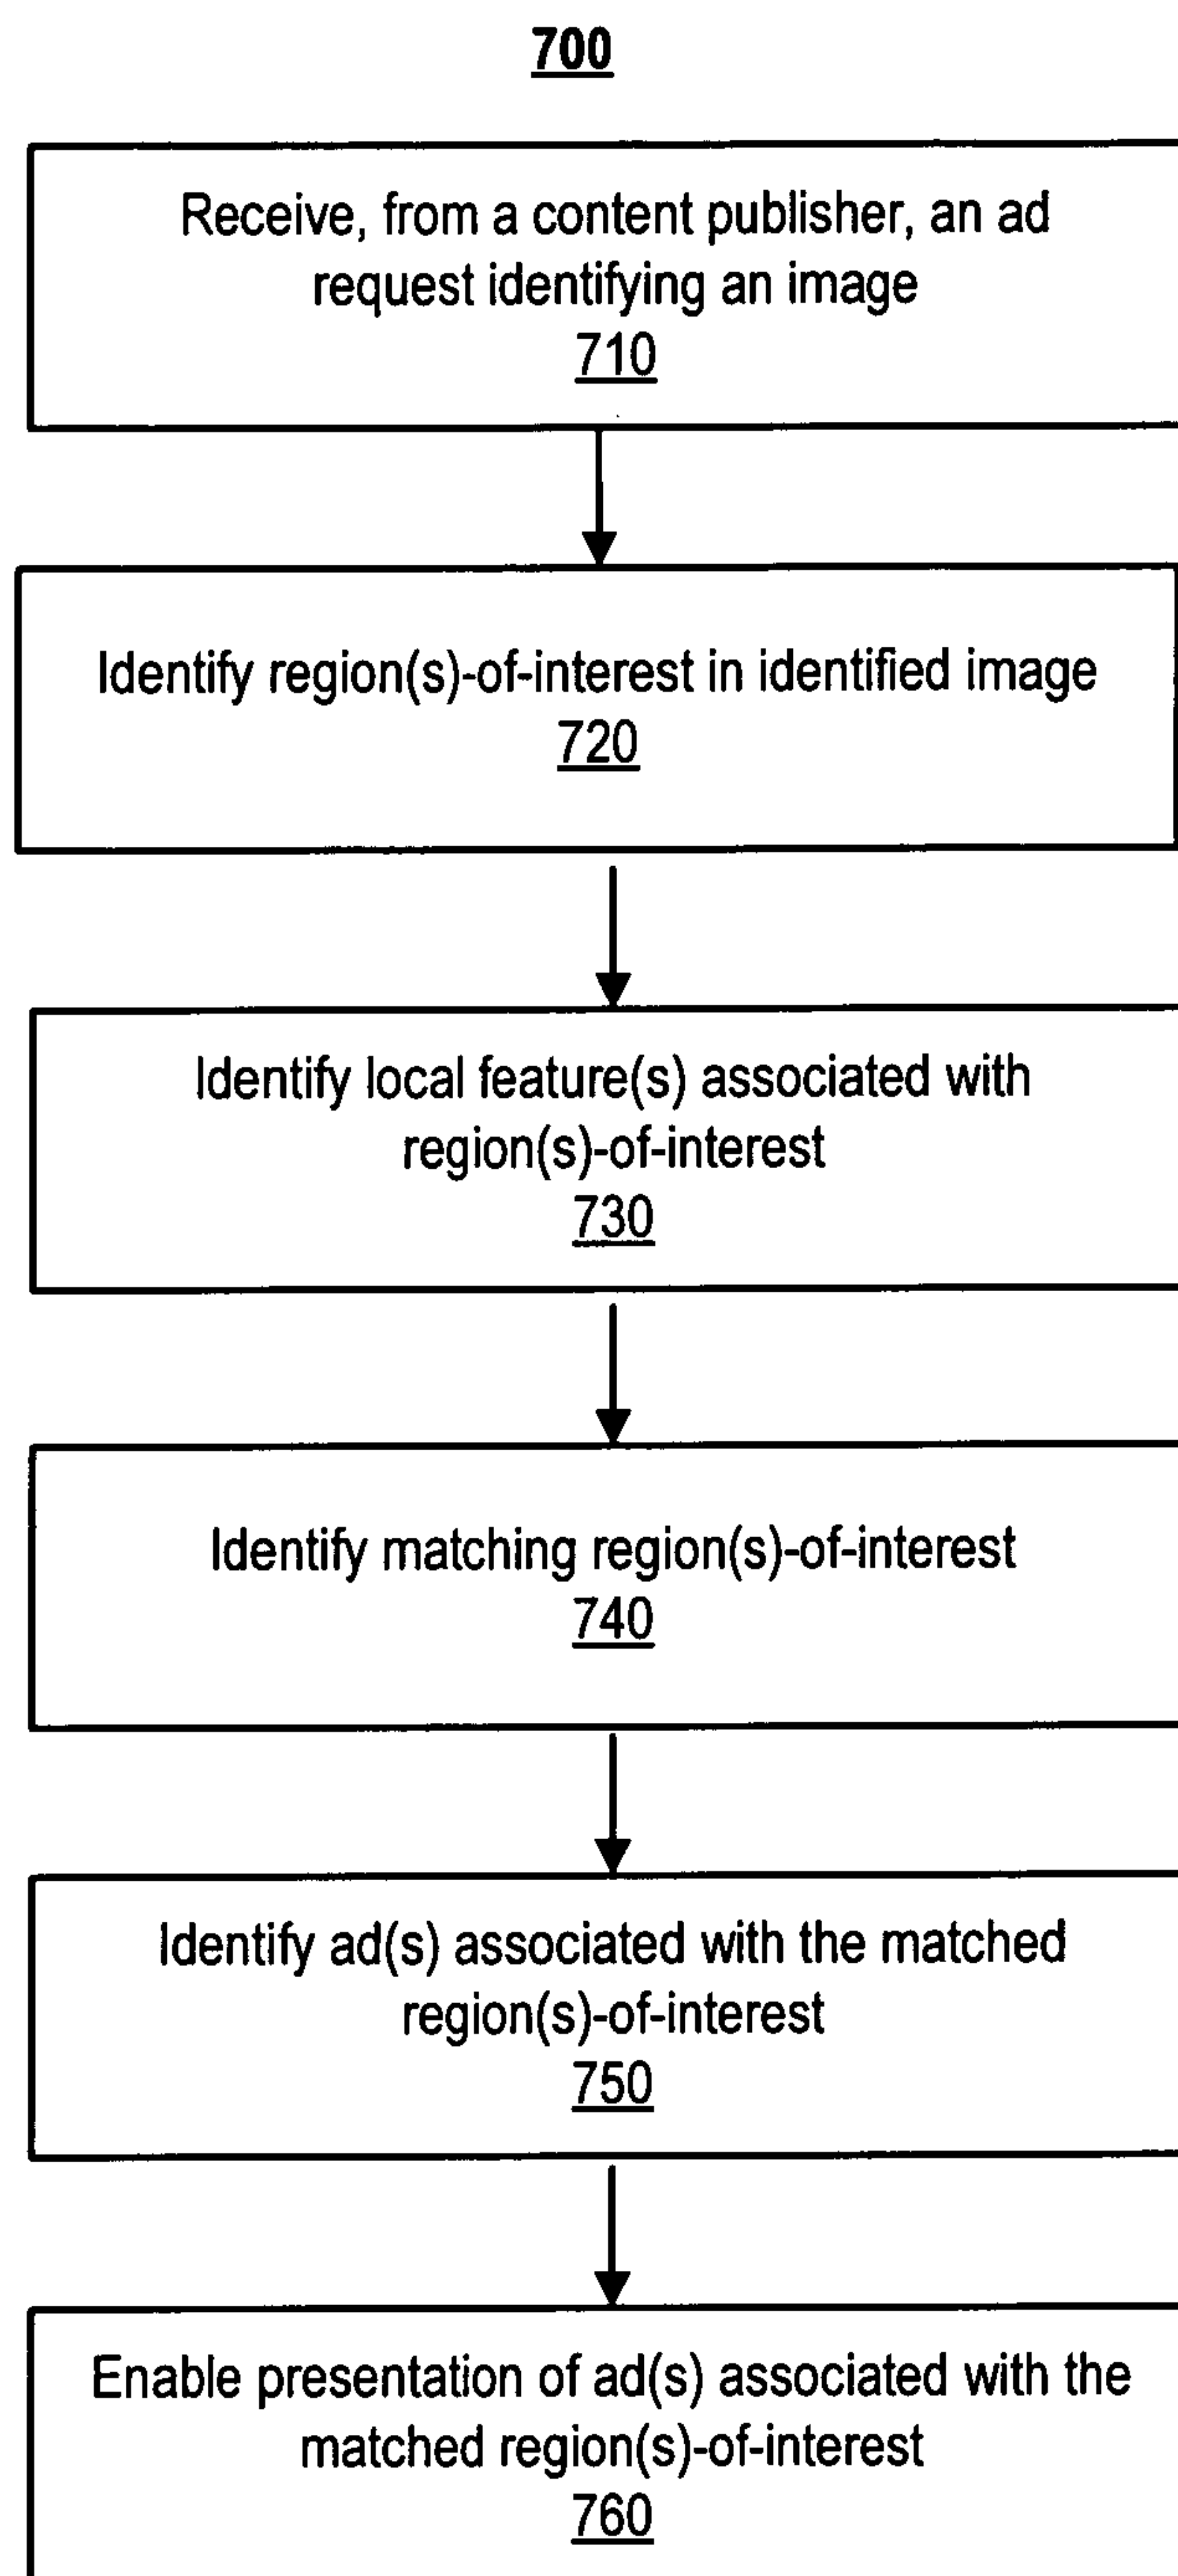 700
Receive, from a content publisher, an ad
request identifying an image
710
Identify region(s)-of-interest in identified image
720
Identify local feature(s) associated with
region(s)-of-interest
730
Identify matching region(s)-of-interest
740
Identify ad(s) associated with the matched
region(s)-of-interest
750
Enable presentation of ad(s) associated with the
matched region(s)-of-interest
760